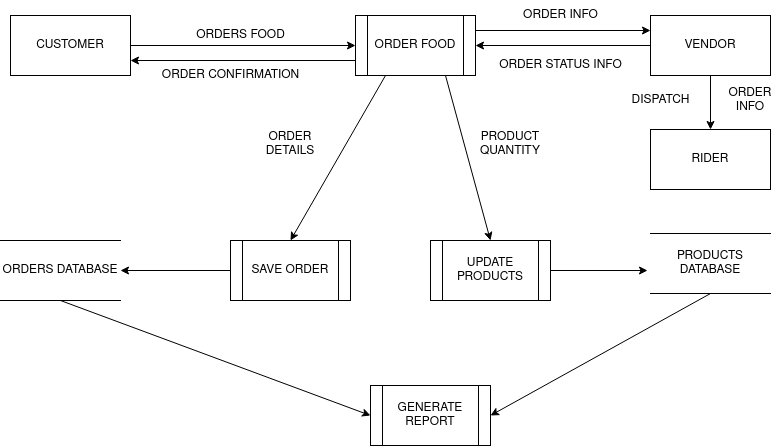 CUSTOMER
ORDERS FOOD
ORDER CONFIRMATION
ORDER FOOD
ORDER INFO
ORDER STATUS INFO
VENDOR
DISPATCH
ORDER
INFO
RIDER
ORDER
DETAILS
PRODUCT
QUANTITY
ORDERS DATABASE
SAVE ORDER
UPDATE
PRODUCTS
PRODUCTS
DATABASE
GENERATE
REPORT